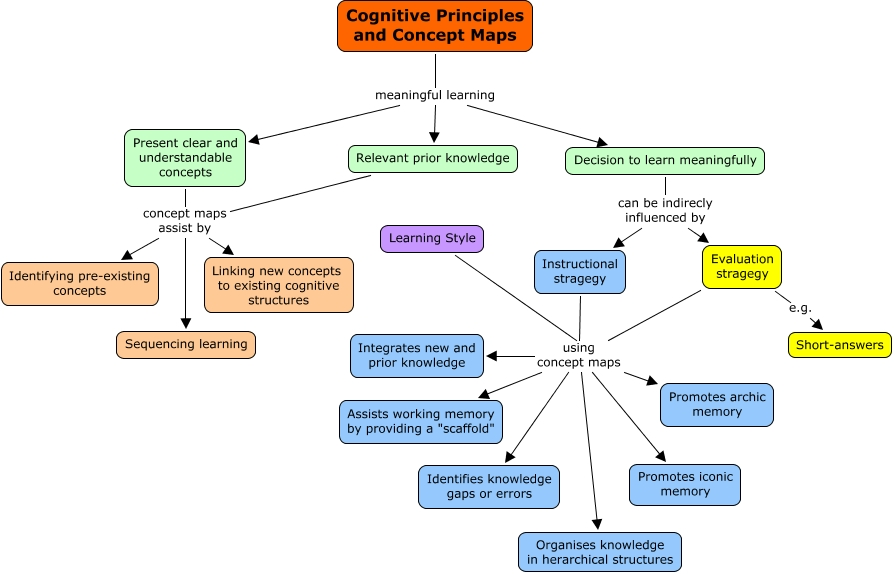 Cognitive Principles
and Concept Maps
meaningful learning
Present clear and
understandable
concepts
Relevant prior knowledge
Decision to learn meaningfully
concept maps
assist by
can be indirecly
influenced by
Learning Style
Identifying pre-existing
concepts
Linking new concepts
to existing cognitive
structures
Instructional
stragegy
Evaluation
stragegy
e.g.
Sequencing learning
Short-answers
using
concept maps
Integrates new and
prior knowledge
Assists working memory
by providing a "scaffold"
Promotes archic
memory
Identifies knowledge
gaps or errors
Promotes iconic
memory
Organises knowledge
in herarchical structures